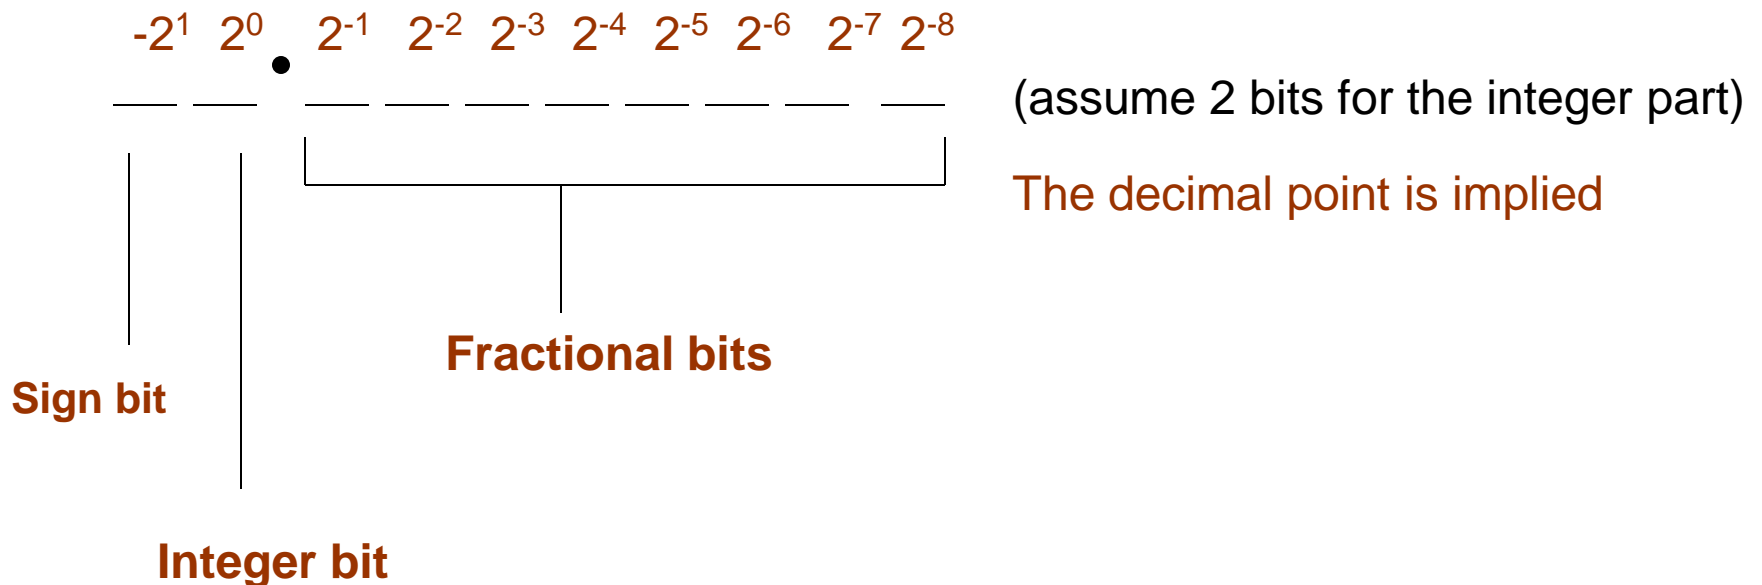 -2¹ 2⁰ 2⁻¹ 2⁻² 2⁻³ 2⁻⁴ 2⁻⁵ 2⁻⁶ 2⁻⁷ 2⁻⁸
(assume 2 bits for the integer part)
The decimal point is implied
Fractional bits
Sign bit
Integer bit